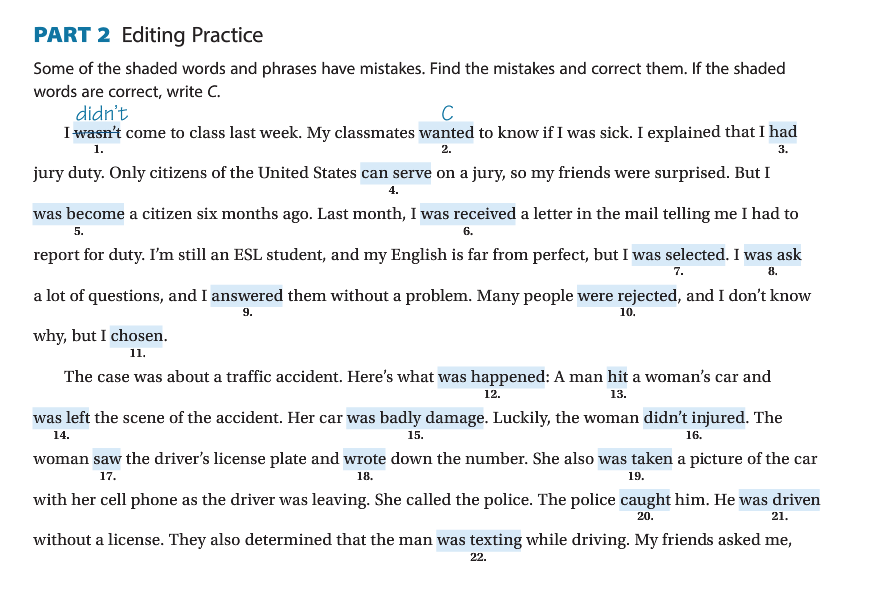 PART 2 Editing Practice
Some of the shaded words and phrases have mistakes. Find the mistakes and correct them. If the shaded
words are correct, write C.
didn't C
I wasn't come to class last week. My classmates wanted to know if I was sick. I explained that I had
1. 2. 3.
jury duty. Only citizens of the United States can serve on a jury, so my friends were surprised. But I
4.
was become a citizen six months ago. Last month, I was received a letter in the mail telling me I had to
5. 6.
report for duty. I'm still an ESL student, and my English is far from perfect, but I was selected. I was ask
7. 8.
a lot of questions, and I answered them without a problem. Many people were rejected, and I don't know
9. 10.
why, but I chosen.
11.
The case was about a traffic accident. Here's what was happened: A man hit a woman's car and
12. 13.
was left the scene of the accident. Her car was badly damage. Luckily, the woman didn't injured. The
14. 15. 16.
woman saw the driver's license plate and wrote down the number. She also was taken a picture of the car
17. 18. 19.
with her cell phone as the driver was leaving. She called the police. The police caught him. He was driven
20. 21.
without a license. They also determined that the man was texting while driving. My friends asked me,
22.